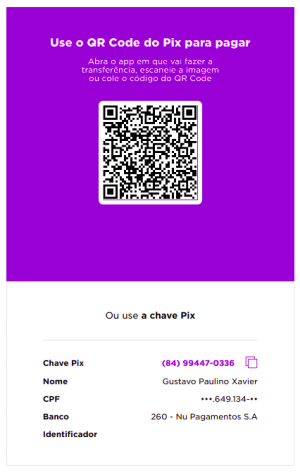 Use o QR Code do Pix para pagar
Abra o app em que vai fazer a
transferência, escaneie a imagem
ou cole o código do QR Code
Ou use a chave Pix
Chave Pix (84) 99447-0336
Nome Gustavo Paulino Xavier
CPF •••.649.134-••
Banco 260 - Nu Pagamentos S.A
Identificador